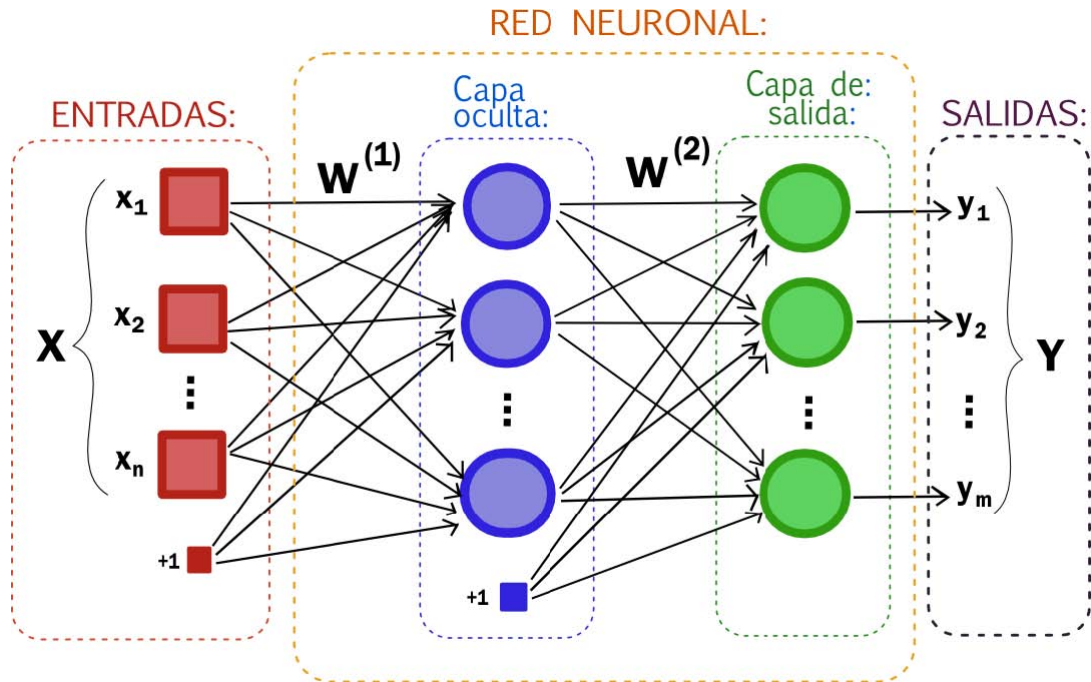 RED NEURONAL:
ENTRADAS:
Capa
oculta:
Capa de:
salida:
SALIDAS:
W(1)
W(2)
x1
x2
⋮
xn
+1
X
⋮
+1
⋮
y1
y2
⋮
ym
Y